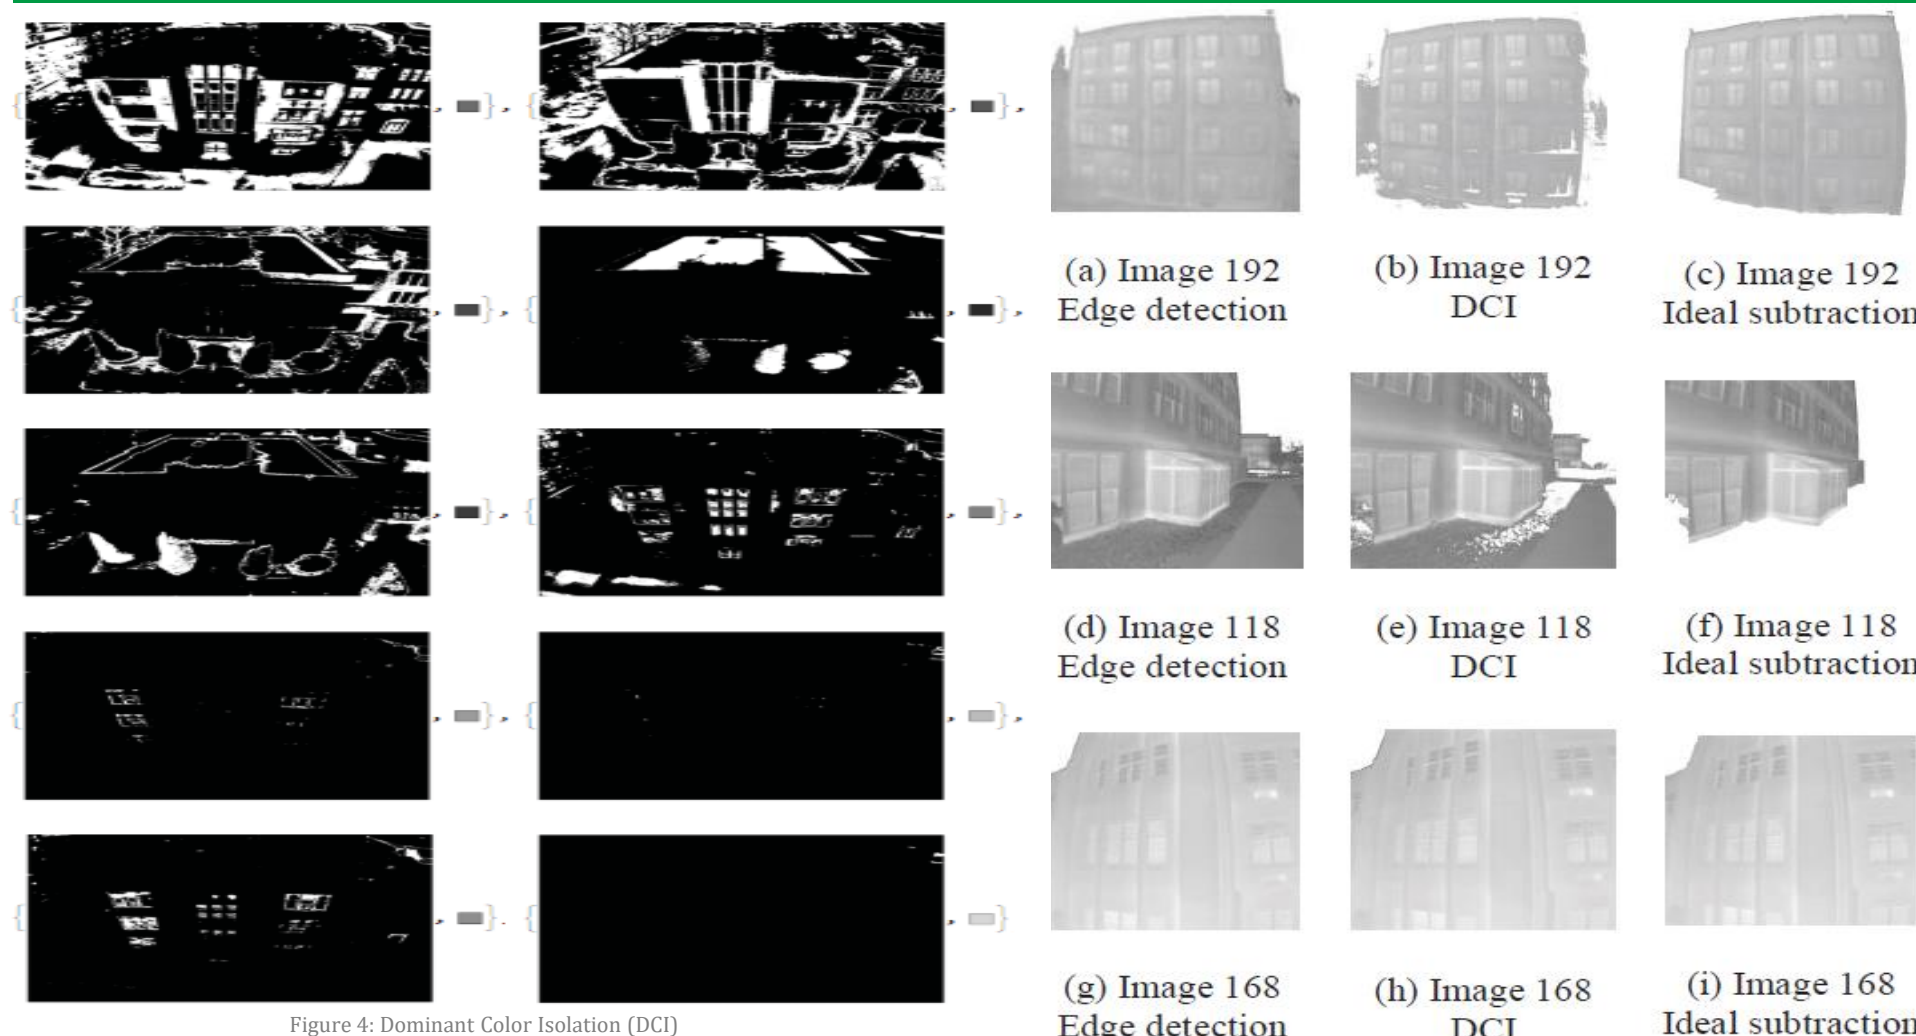 (a) Image 192
Edge detection
(b) Image 192
DCI
(c) Image 192
Ideal subtraction
(d) Image 118
Edge detection
(e) Image 118
DCI
(f) Image 118
Ideal subtraction
(g) Image 168
Edge detection
(h) Image 168
DCI
(i) Image 168
Ideal subtraction
Figure 4: Dominant Color Isolation (DCI)